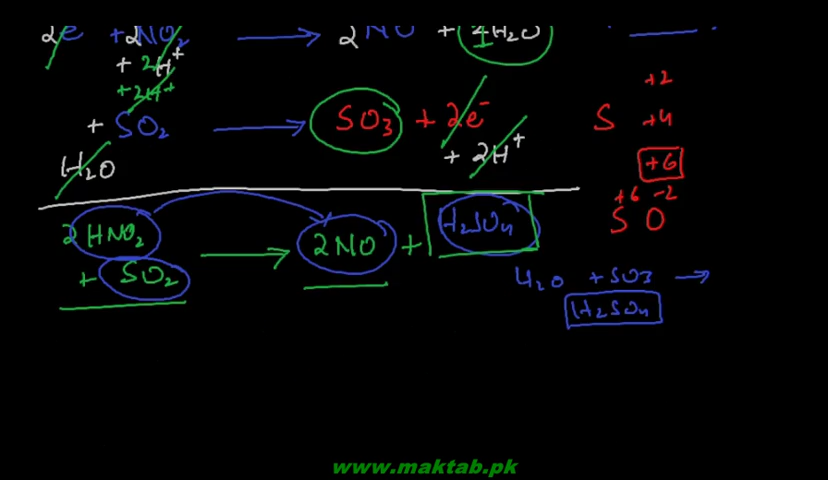 2e + 2NO₂ ⟶ 2NO + 1H₂O
+ 2H⁺
+ 2H⁺
+2
+ SO₂ ⟶ SO₃ + 2e⁻ S +4
H₂O + 2H⁺ +6
+6 -2
S O
2HNO₂ ⟶ 2NO + H₂SO₄
+ SO₂
H₂O + SO₃ →
H₂SO₄
www.maktab.pk